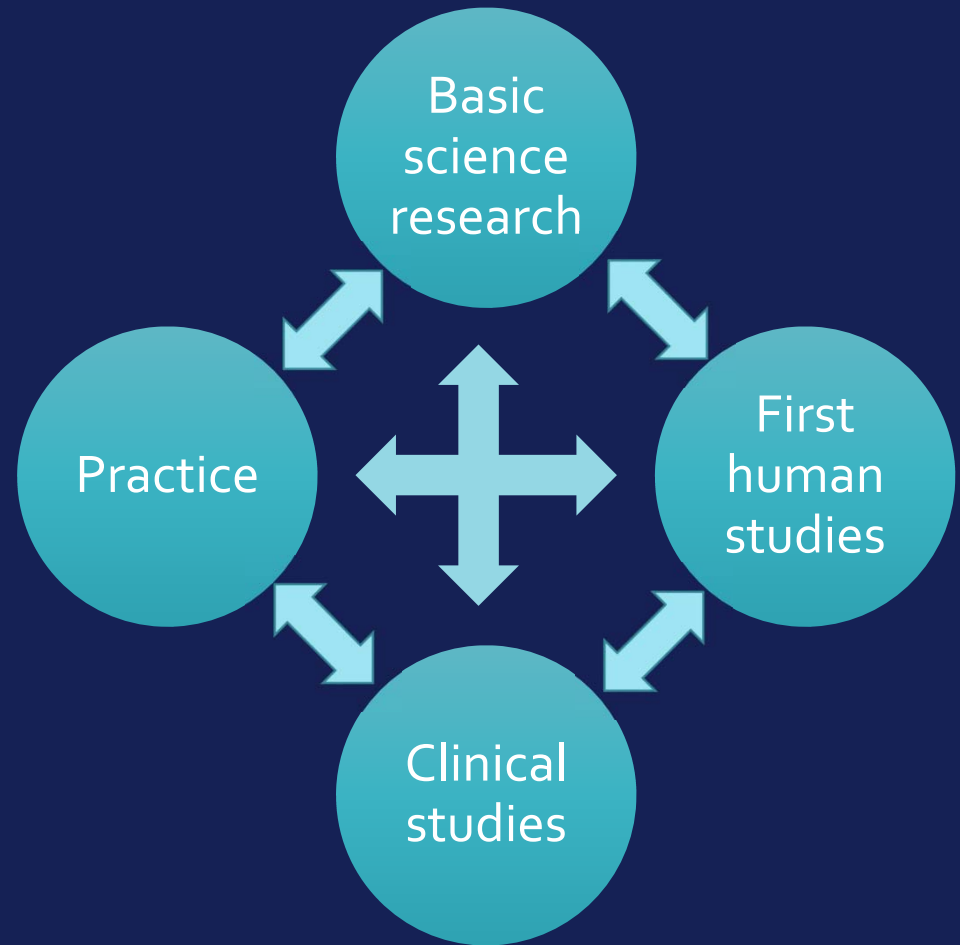 Basic
science
research
Practice
First
human
studies
Clinical
studies